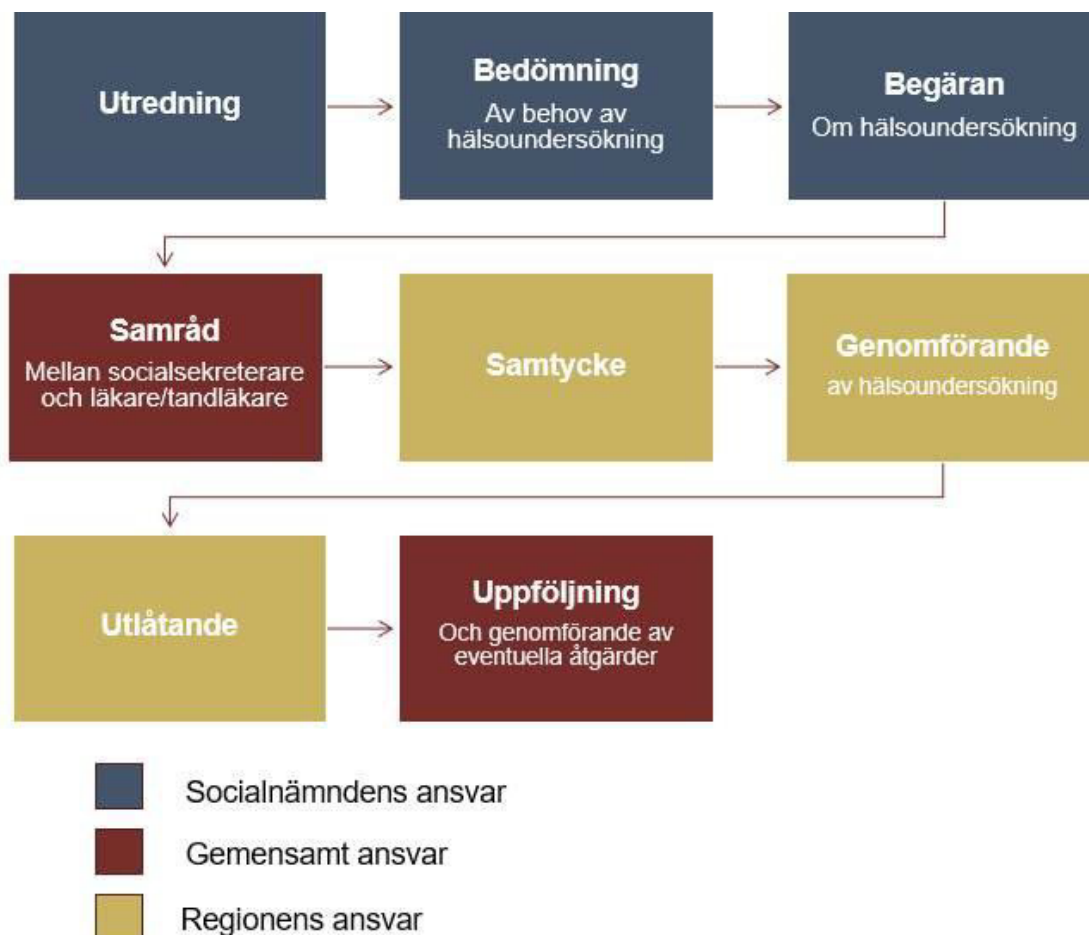 Utredning
Bedömning
Av behov av
hälsoundersökning
Begäran
Om hälsoundersökning
Samråd
Mellan socialsekreterare
och läkare/tandläkare
Samtycke
Genomförande
av hälsoundersökning
Utlåtande
Uppföljning
Och genomförande av
eventuella åtgärder
Socialnämndens ansvar
Gemensamt ansvar
Regionens ansvar